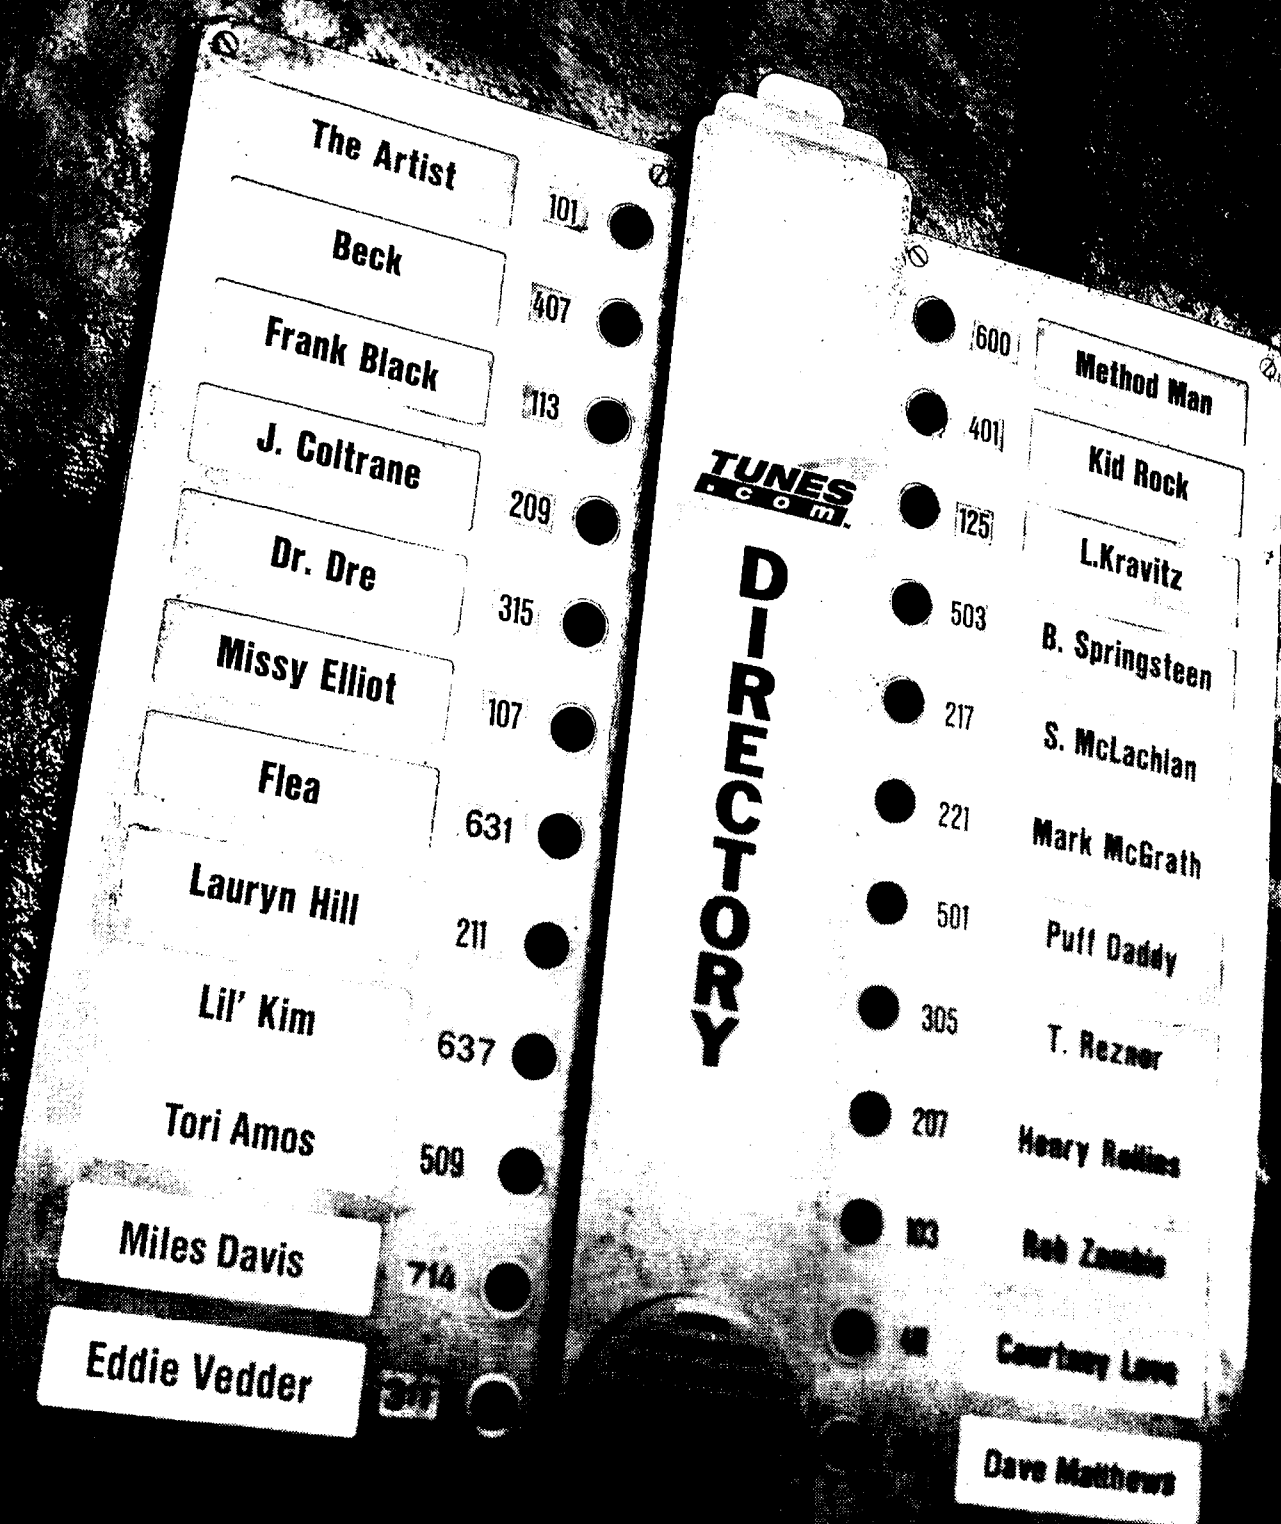 The Artist 101
Beck 407
Frank Black 113
J. Coltrane 209
Dr. Dre 315
Missy Elliot 107
Flea 631
Lauryn Hill 211
Lil' Kim 637
Tori Amos 509
Miles Davis 714
Eddie Vedder 311
TUNES
.com
DIRECTORY
600 Method Man
401 Kid Rock
125 L.Kravitz
503 B. Springsteen
217 S. McLachlan
221 Mark McGrath
501 Puff Daddy
305 T. Reznor
207 Henry Rollins
103 Rob Zombie
Courtney Love
Dave Matthews